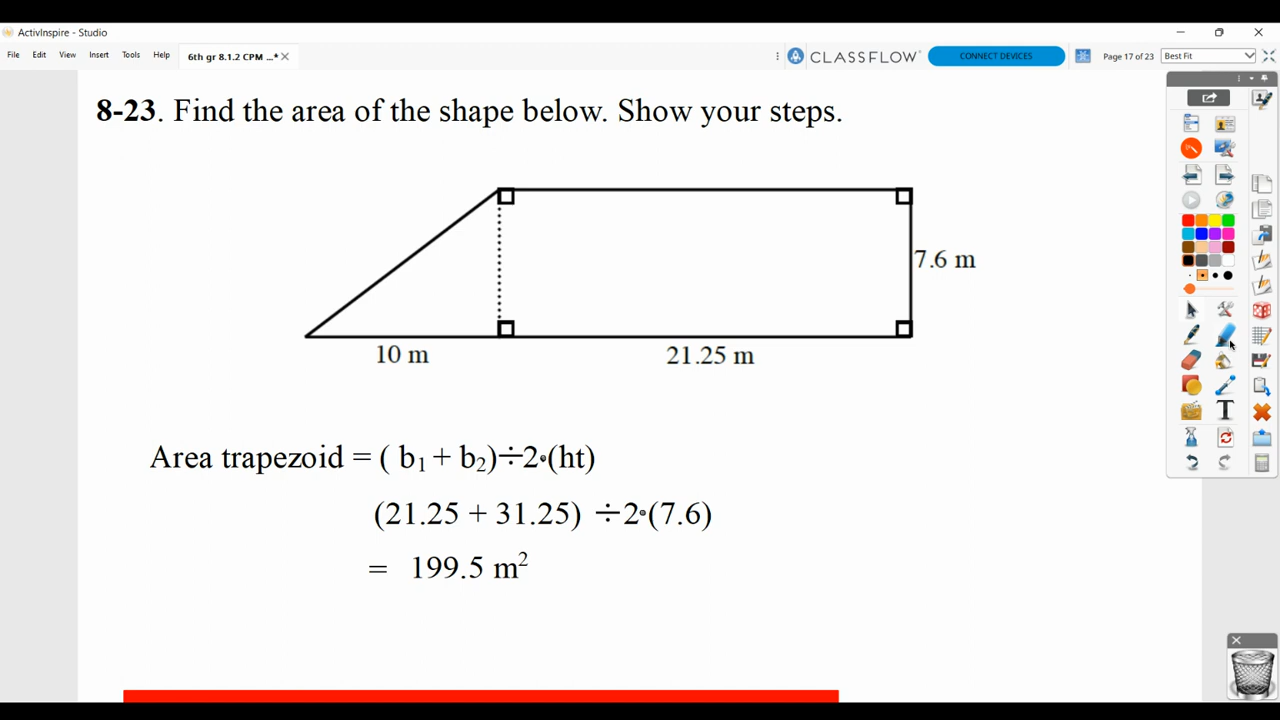 ActivInspire - Studio
File Edit View Insert Tools Help 6th gr 8.1.2 CPM ...* CLASSFLOW CONNECT DEVICES Page 17 of 23 Best Fit
8-23. Find the area of the shape below. Show your steps.
7.6 m
10 m 21.25 m
Area trapezoid = ( b₁ + b₂)÷2•(ht)
(21.25 + 31.25) ÷2•(7.6)
= 199.5 m²